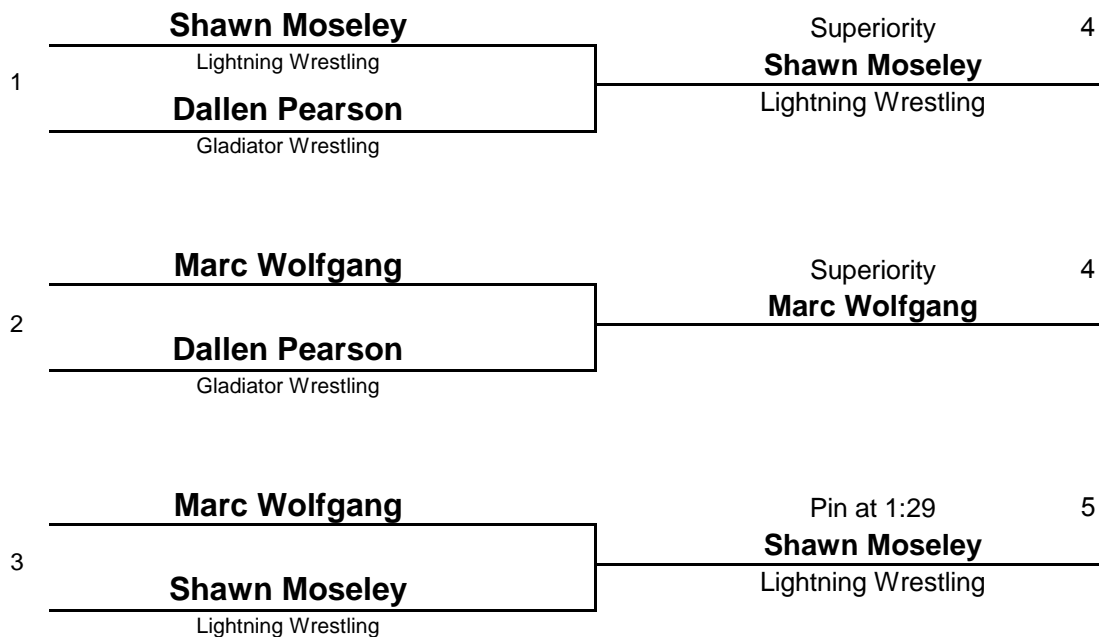 Shawn Moseley
Lightning Wrestling
1
Dallen Pearson
Gladiator Wrestling
Superiority 4
Shawn Moseley
Lightning Wrestling
Marc Wolfgang
2
Dallen Pearson
Gladiator Wrestling
Superiority 4
Marc Wolfgang
Marc Wolfgang
3
Shawn Moseley
Lightning Wrestling
Pin at 1:29 5
Shawn Moseley
Lightning Wrestling